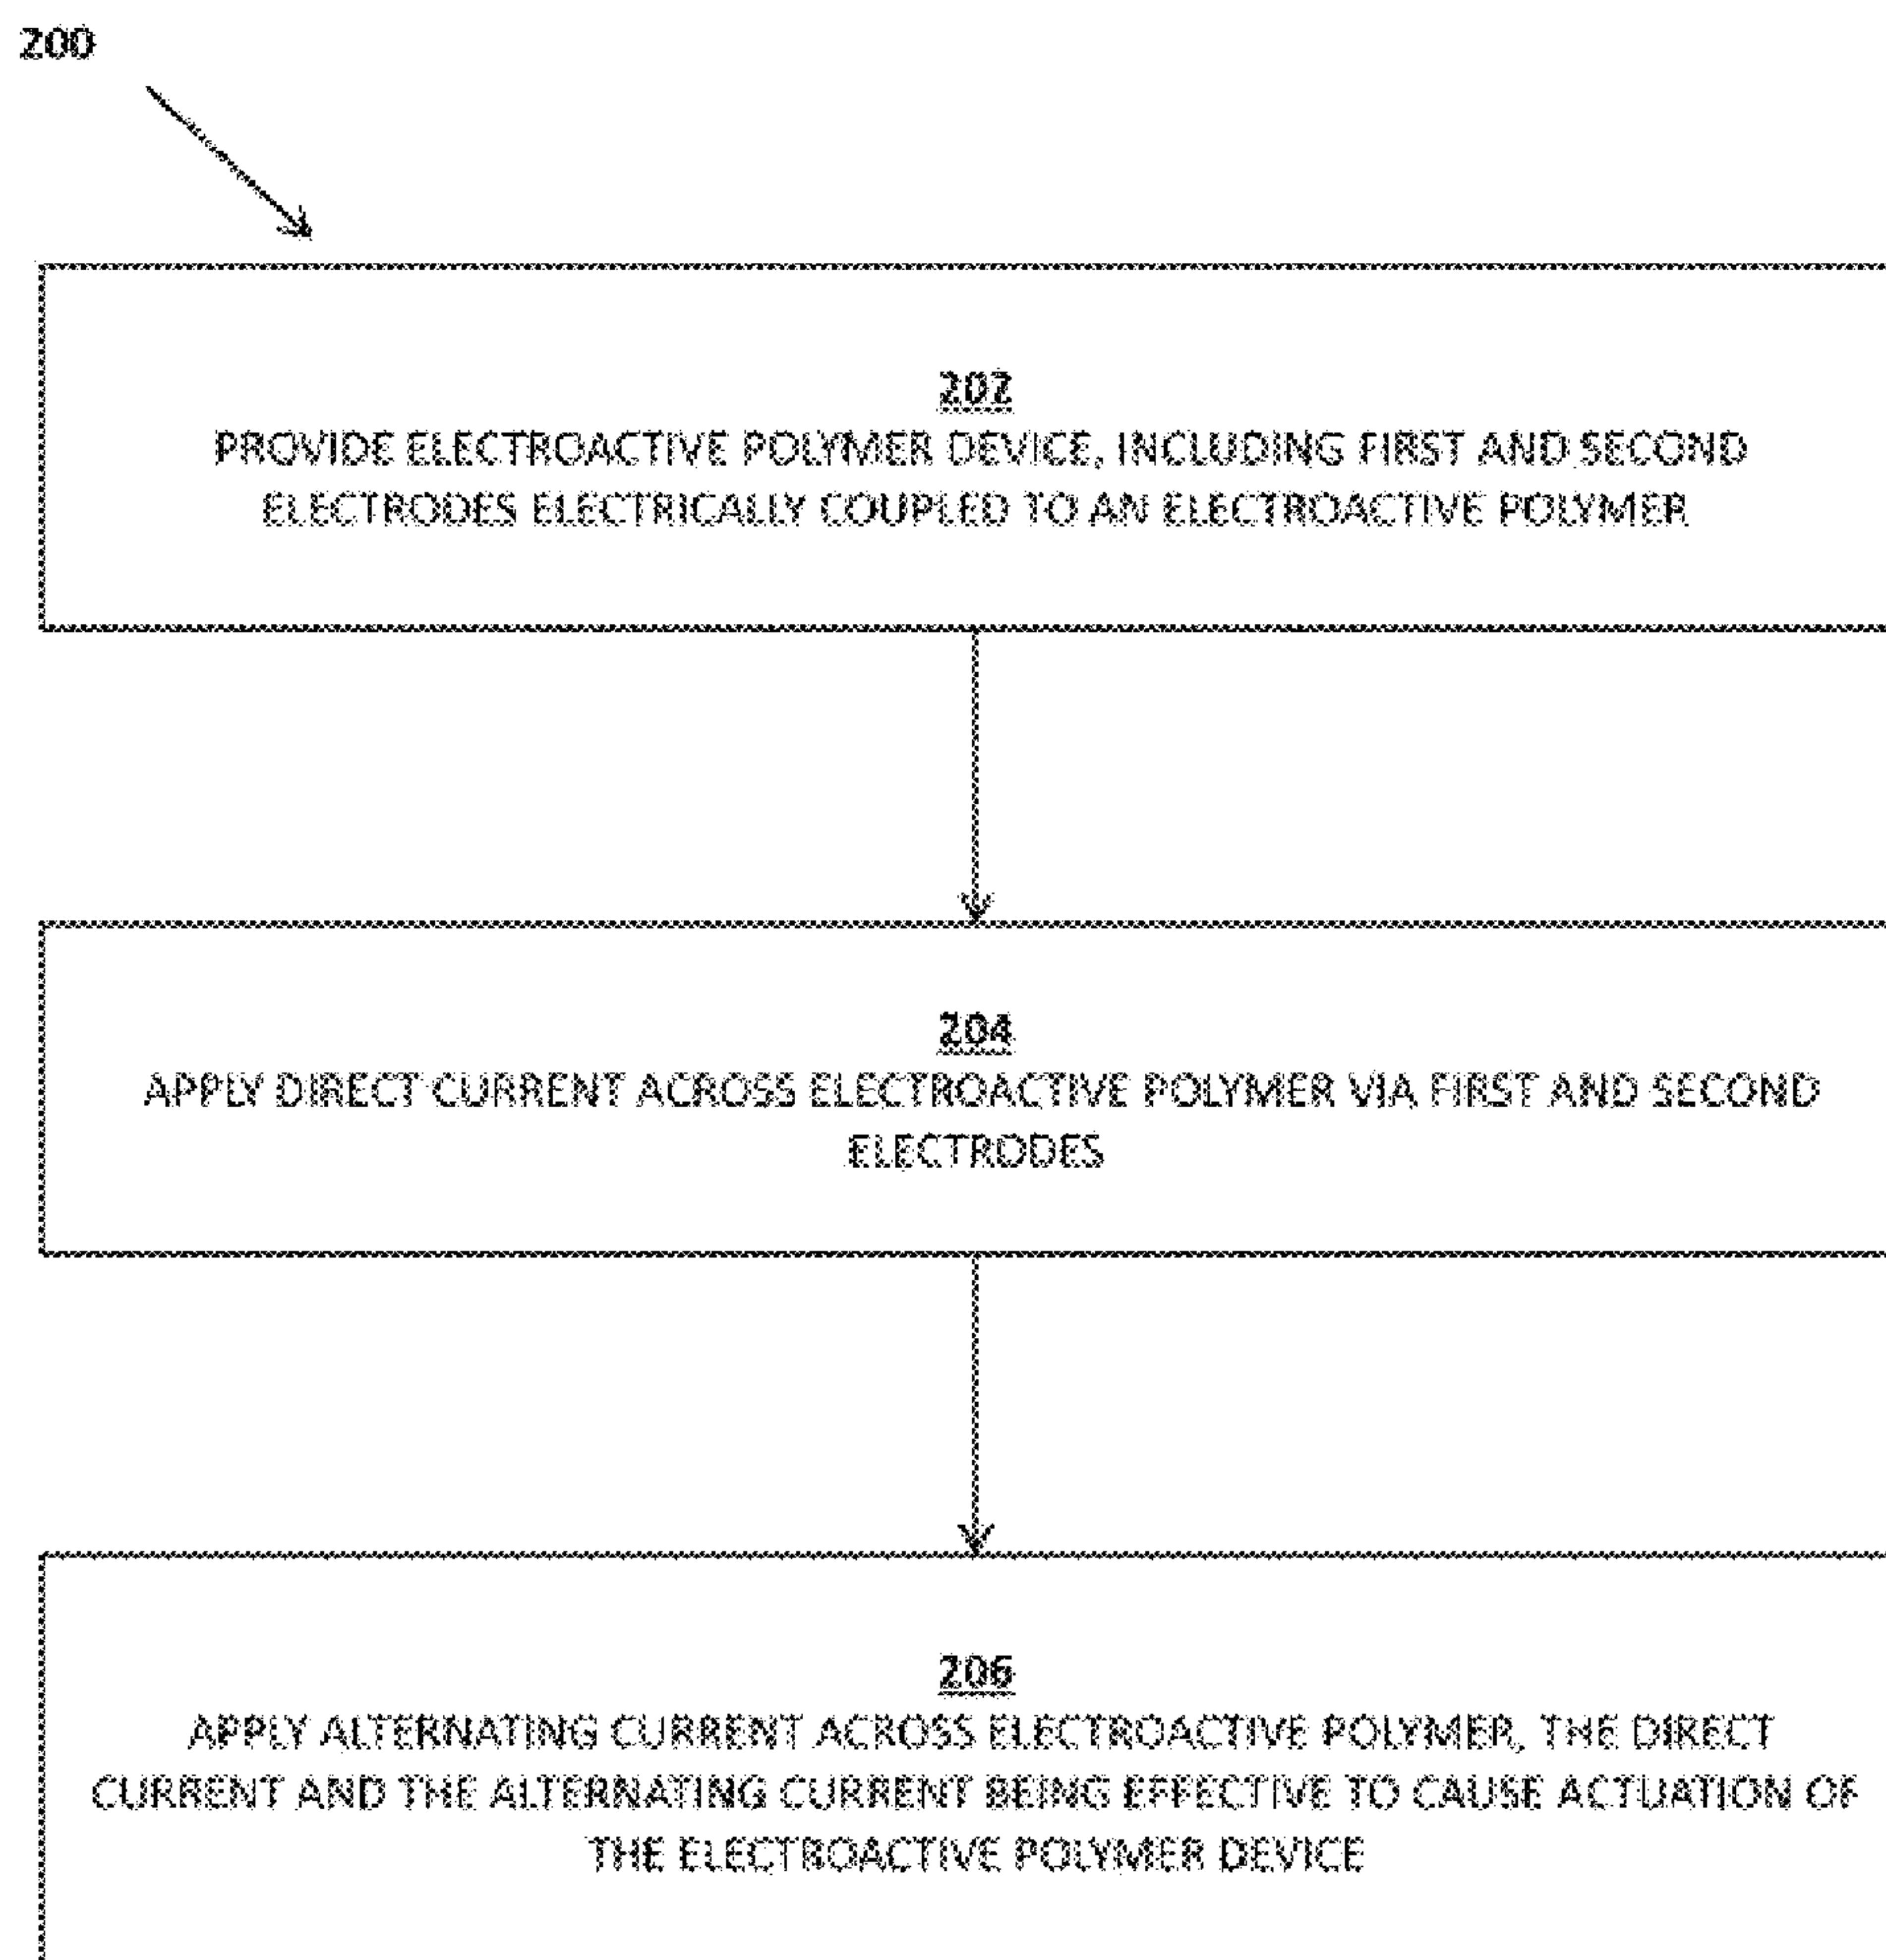 200
202
PROVIDE ELECTROACTIVE POLYMER DEVICE, INCLUDING FIRST AND SECOND
ELECTRODES ELECTRICALLY COUPLED TO AN ELECTROACTIVE POLYMER
204
APPLY DIRECT CURRENT ACROSS ELECTROACTIVE POLYMER VIA FIRST AND SECOND
ELECTRODES
206
APPLY ALTERNATING CURRENT ACROSS ELECTROACTIVE POLYMER, THE DIRECT
CURRENT AND THE ALTERNATING CURRENT BEING EFFECTIVE TO CAUSE ACTUATION OF
THE ELECTROACTIVE POLYMER DEVICE